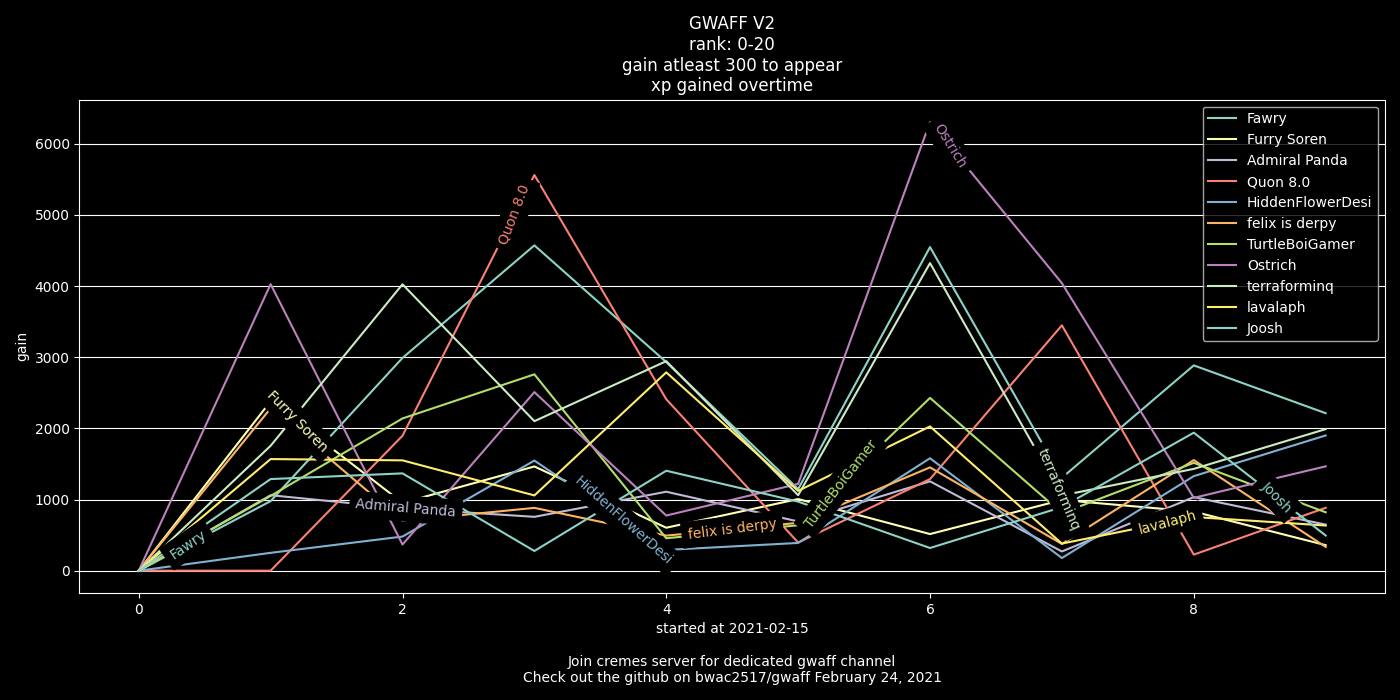 GWAFF V2
rank: 0-20
gain atleast 300 to appear
xp gained overtime
gain
6000
5000
4000
3000
2000
1000
0
Fawry
Furry Soren
Admiral Panda
Quon 8.0
HiddenFlowerDesi
felix is derpy
TurtleBoiGamer
Ostrich
terraforminq
lavalaph
Joosh
Fawry
Furry Soren
Admiral Panda
Quon 8.0
HiddenFlowerDesi
felix is derpy
TurtleBoiGamer
Ostrich
terraforminq
lavalaph
Joosh
0
2
4
6
8
started at 2021-02-15
Join cremes server for dedicated gwaff channel
Check out the github on bwac2517/gwaff February 24, 2021